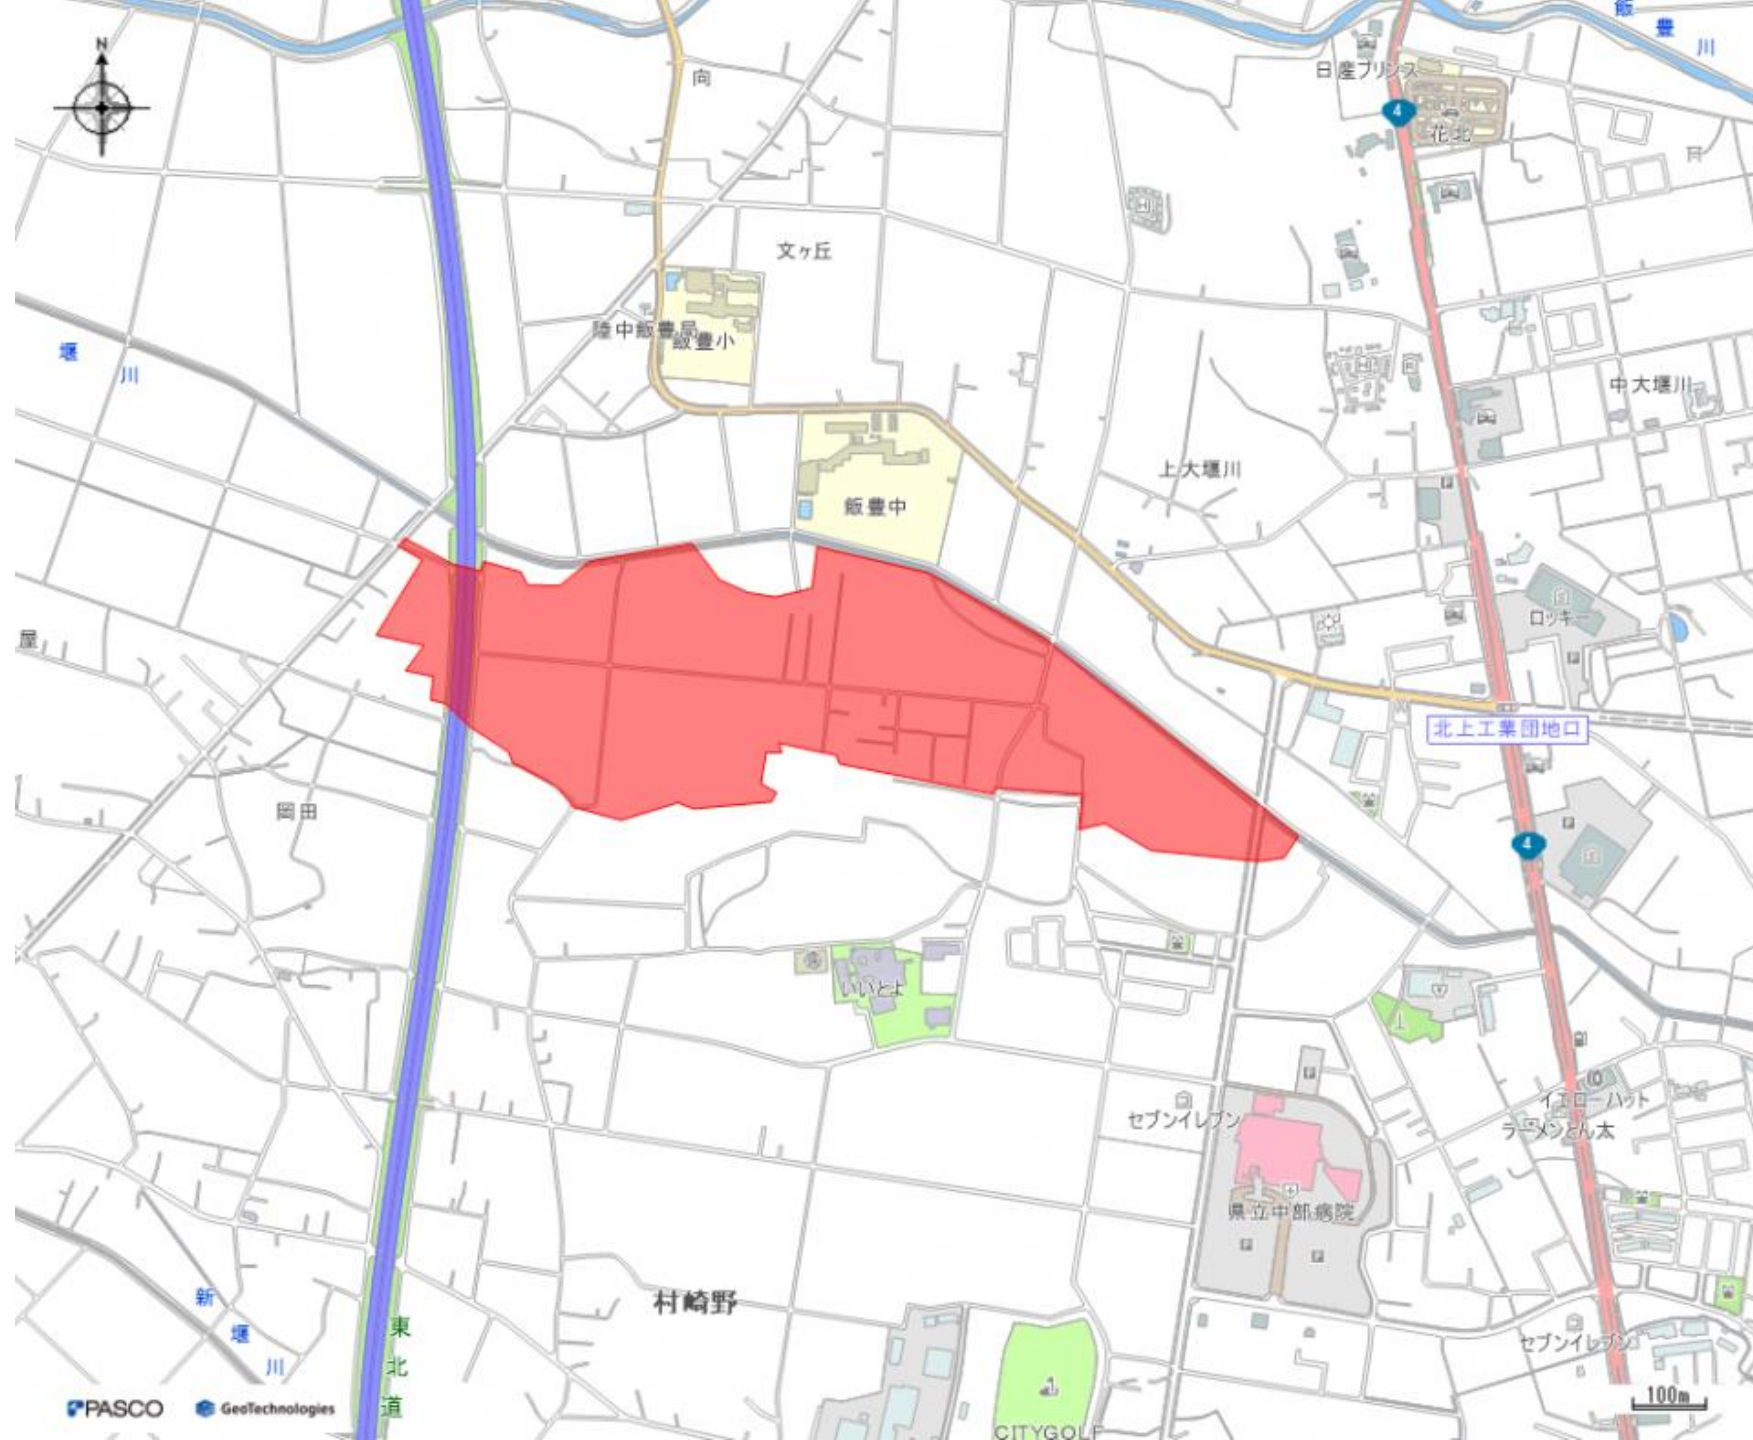 飯豊川
N
向
日産プリンス
4
花北
文ヶ丘
陸中飯豊局
飯豊小
堰川
中大堰川
上大堰川
飯豊中
ロッキー
屋
北上工業団地口
岡田
4
いいとよ
イエローハット
セブンイレブン
ラーメンとん太
県立中部病院
村崎野
新堰川
東北道
セブンイレブン
100m
PASCO
GeoTechnologies
CITYGOLF